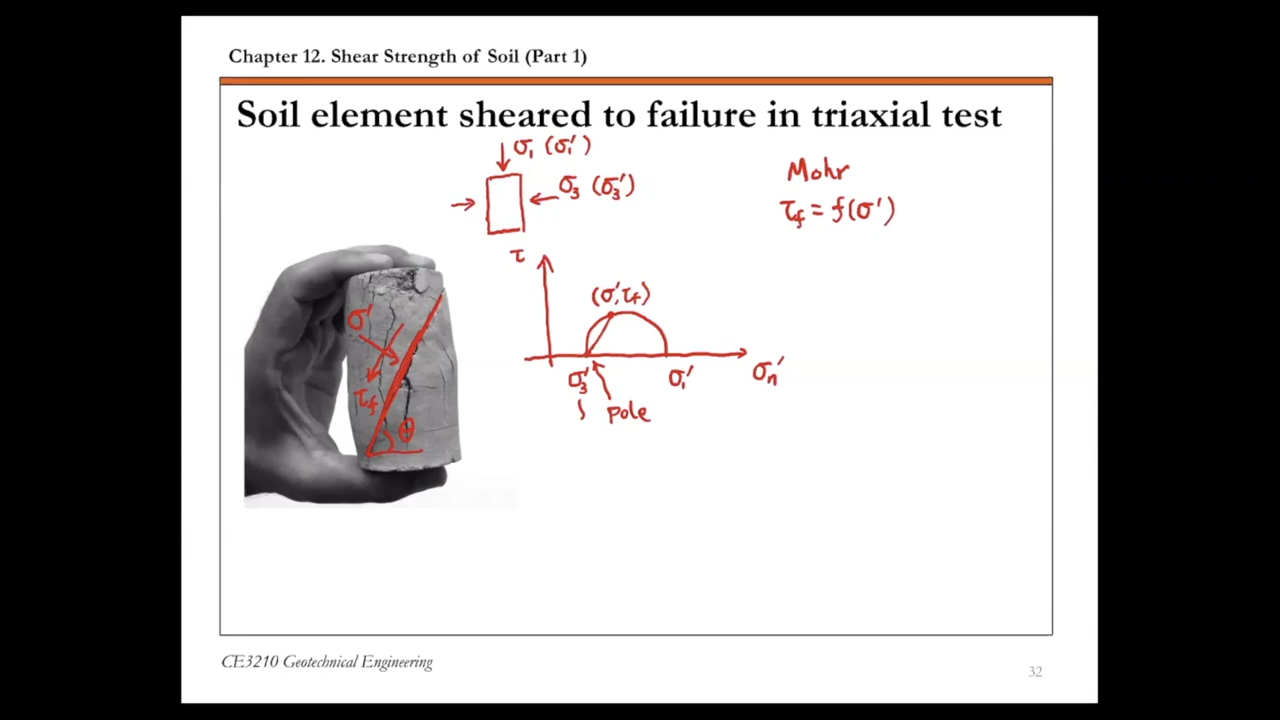 Chapter 12. Shear Strength of Soil (Part 1)
Soil element sheared to failure in triaxial test
σ₁ (σ₁′)
σ₃ (σ₃′)
Mohr
τ_f = f(σ′)
τ
(σ′, τ_f)
σ₃′
σ₁′
σₙ′
Pole
σ′
τ_f
θ
CE3210 Geotechnical Engineering
32